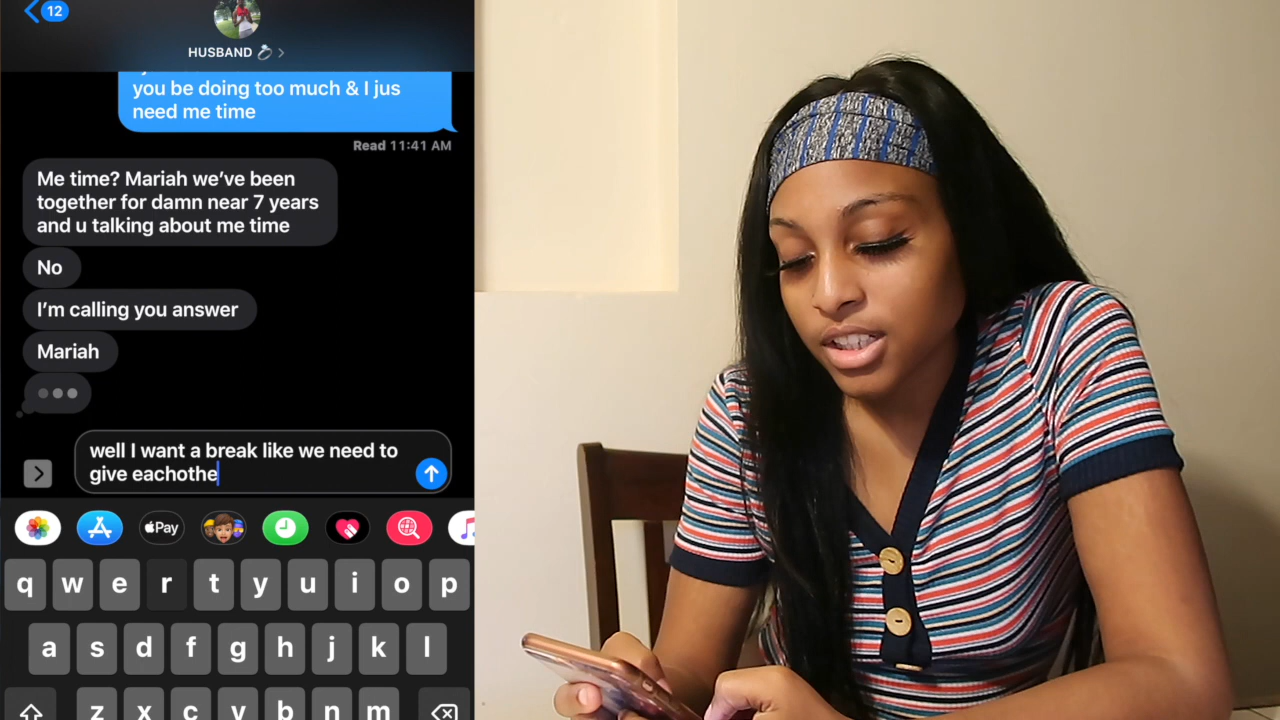 12
HUSBAND
you be doing too much & I jus
need me time
Read 11:41 AM
Me time? Mariah we've been
together for damn near 7 years
and u talking about me time
No
I'm calling you answer
Mariah
well I want a break like we need to
give eachothe
Pay
q w e r t y u i o p
a s d f g h j k l
z x c v b n m